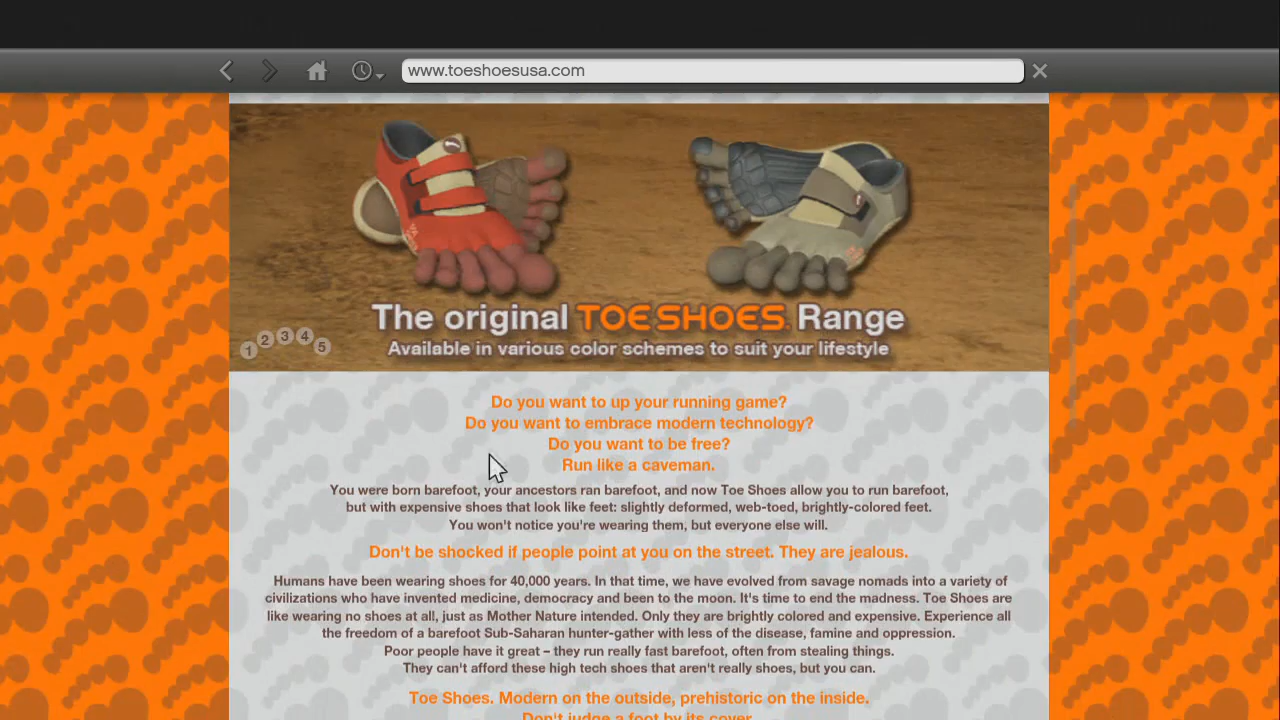 www.toeshoesusa.com
The original TOESHOES Range
Available in various color schemes to suit your lifestyle
1 2 3 4 5
Do you want to up your running game?
Do you want to embrace modern technology?
Do you want to be free?
Run like a caveman.
You were born barefoot, your ancestors ran barefoot, and now Toe Shoes allow you to run barefoot,
but with expensive shoes that look like feet: slightly deformed, web-toed, brightly-colored feet.
You won't notice you're wearing them, but everyone else will.
Don't be shocked if people point at you on the street. They are jealous.
Humans have been wearing shoes for 40,000 years. In that time, we have evolved from savage nomads into a variety of
civilizations who have invented medicine, democracy and been to the moon. It's time to end the madness. Toe Shoes are
like wearing no shoes at all, just as Mother Nature intended. Only they are brightly colored and expensive. Experience all
the freedom of a barefoot Sub-Saharan hunter-gather with less of the disease, famine and oppression.
Poor people have it great – they run really fast barefoot, often from stealing things.
They can't afford these high tech shoes that aren't really shoes, but you can.
Toe Shoes. Modern on the outside, prehistoric on the inside.
Don't judge a foot by its cover.